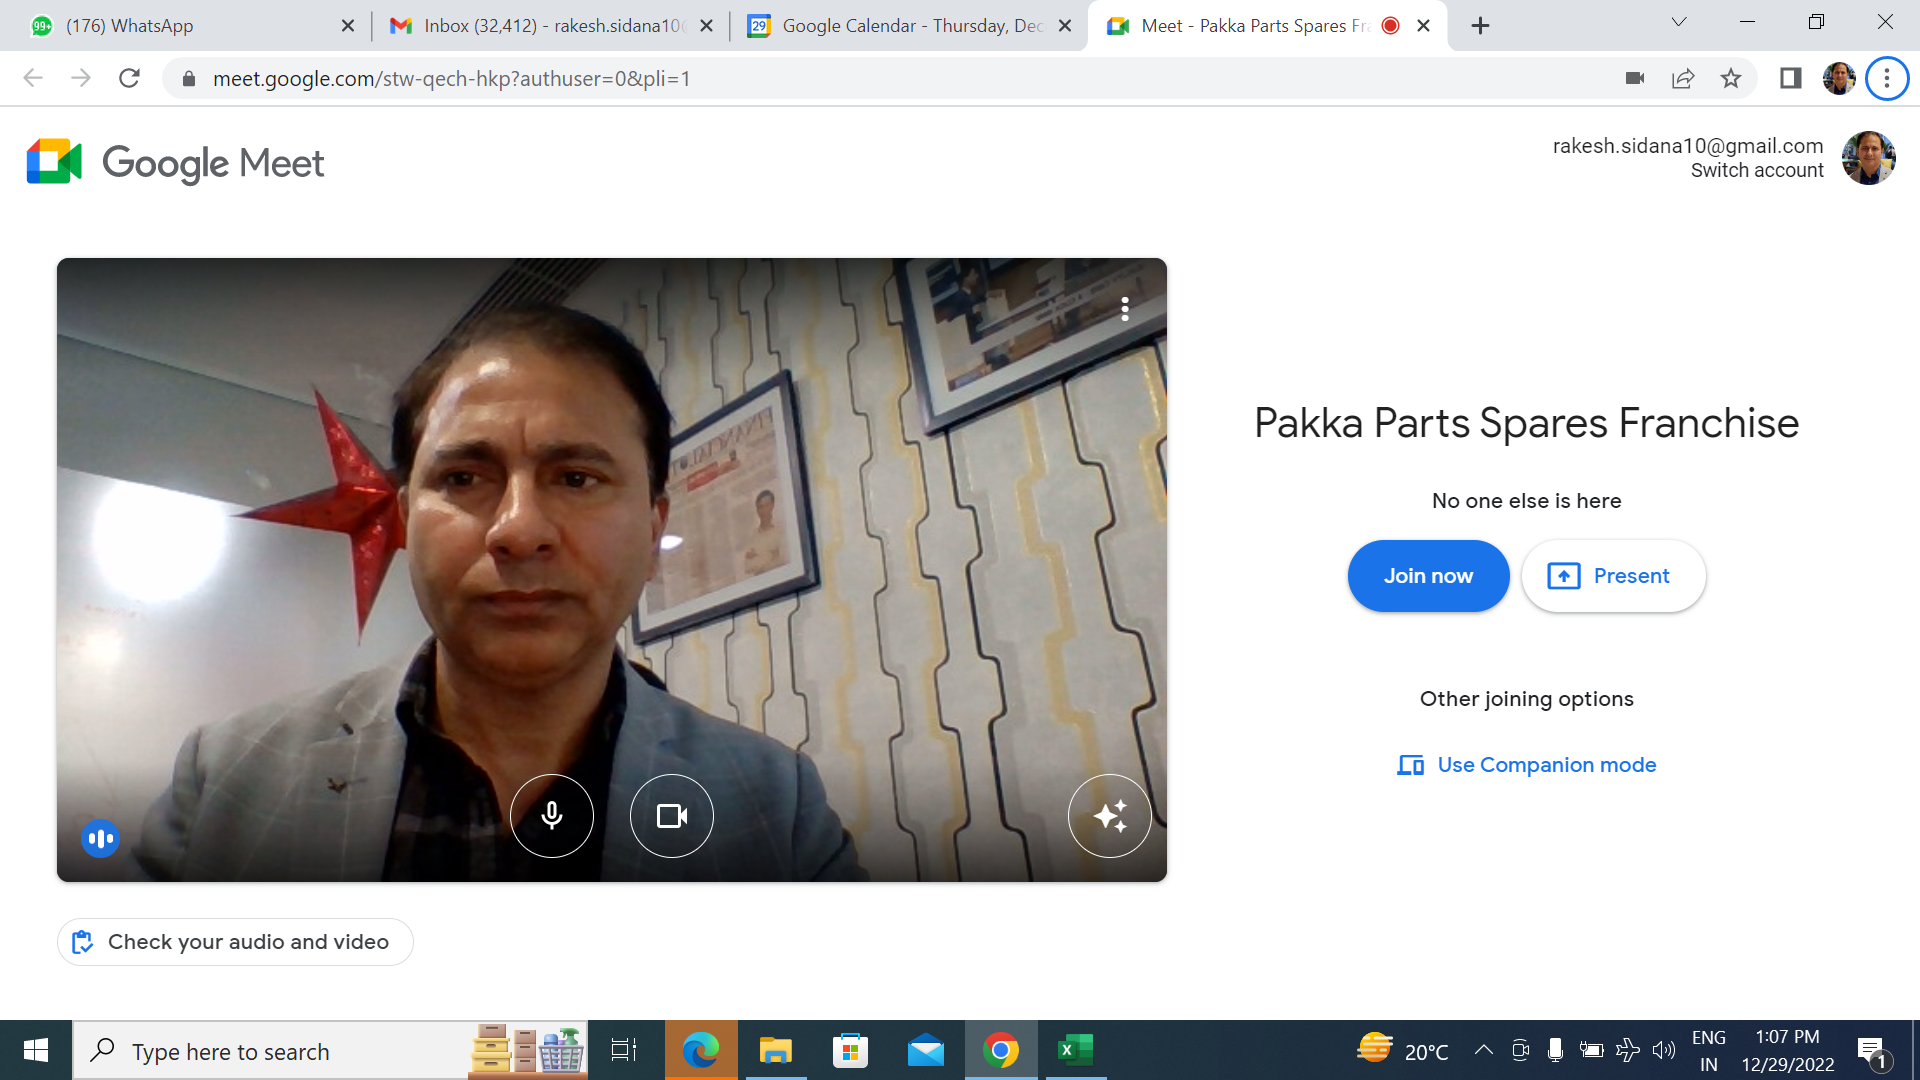 (176) WhatsApp
Inbox (32,412) - rakesh.sidana10
Google Calendar - Thursday, Dec
Meet - Pakka Parts Spares Fra
meet.google.com/stw-qech-hkp?authuser=0&pli=1
Google Meet
rakesh.sidana10@gmail.com
Switch account
Pakka Parts Spares Franchise
No one else is here
Join now
Present
Other joining options
Use Companion mode
Check your audio and video
Type here to search
20°C
ENG
IN
1:07 PM
12/29/2022
1